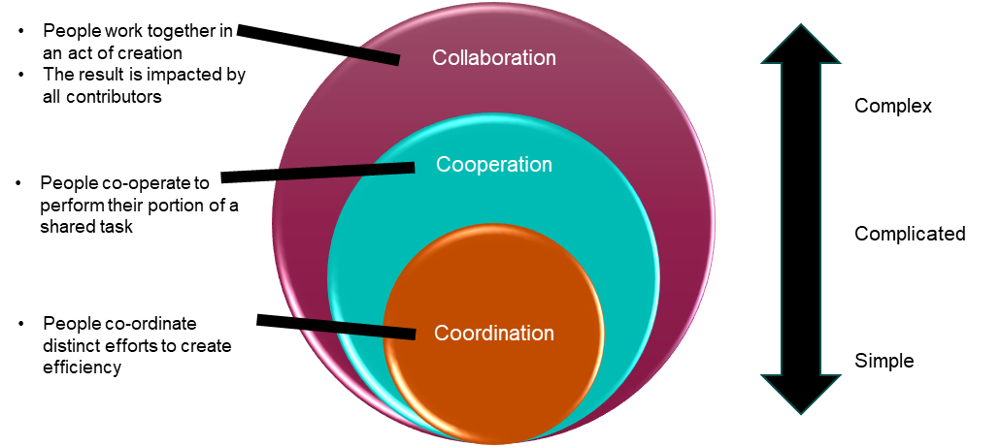 • People work together in
an act of creation
• The result is impacted by
all contributors
Collaboration
Complex
• People co-operate to
perform their portion of a
shared task
Cooperation
Complicated
• People co-ordinate
distinct efforts to create
efficiency
Coordination
Simple